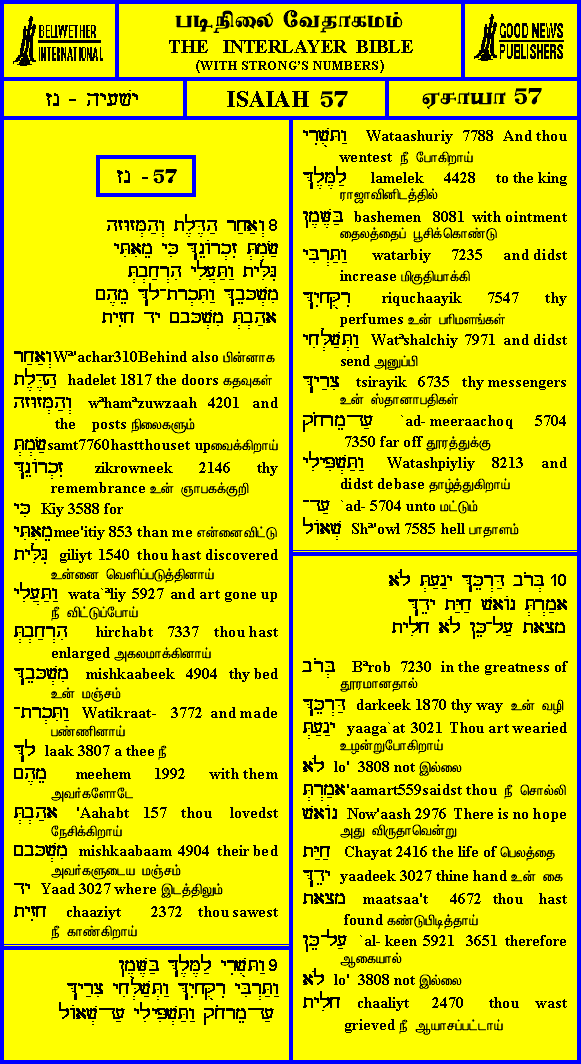 BELLWETHER
INTERNATIONAL
படிநிலை வேதாகமம்
THE INTERLAYER BIBLE
(WITH STRONG'S NUMBERS)
GOOD NEWS
PUBLISHERS
ישעיה - נז
ISAIAH 57
ஏசாயா 57
נז - 57
8 וְאַחַר הַדֶּלֶת וְהַמְּזוּזָה
שַׂמְתְּ זִכְרוֹנֵךְ כִּי מֵאִתִּי
גִּלִּית וַתַּעֲלִי הִרְחַבְתְּ
מִשְׁכָּבֵךְ וַתִּכְרָת־לָךְ מֵהֶם
אָהַבְתְּ מִשְׁכָּבָם יָד חָזִית
וְאַחַר Wª'achar310Behind also பின்னாக
הַדֶּלֶת hadelet 1817 the doors கதவுகள்
וְהַמְּזוּזָה wªhamªzuwzaah 4201 and
the posts நிலைகளும்
שַׂמְתְּ samt7760hastthouset upவைக்கிறாய்
זִכְרוֹנֵךְ zikrowneek 2146 thy
remembrance உன் ஞாபகக்குறி
כִּי Kiy 3588 for
מֵאִתִּי mee'itiy 853 than me என்னைவிட்டு
גִּלִּית giliyt 1540 thou hast discovered
உன்னை வெளிப்படுத்தினாய்
וַתַּעֲלִי wata`ªliy 5927 and art gone up
நீ விட்டுப்போய்
הִרְחַבְתְּ hirchabt 7337 thou hast
enlarged அகலமாக்கினாய்
מִשְׁכָּבֵךְ mishkaabeek 4904 thy bed
உன் மஞ்சம்
וַתִּכְרָת־ Watikraat- 3772 and made
பண்ணினாய்
לָךְ laak 3807 a thee நீ
מֵהֶם meehem 1992 with them
அவர்களோடே
אָהַבְתְּ 'Aahabt 157 thou lovedst
நேசிக்கிறாய்
מִשְׁכָּבָם mishkaabaam 4904 their bed
அவர்களுடைய மஞ்சம்
יָד Yaad 3027 where இடத்திலும்
חָזִית chaaziyt 2372 thou sawest
நீ காண்கிறாய்
9 וַתָּשֻׁרִי לַמֶּלֶךְ בַּשֶּׁמֶן
וַתַּרְבִּי רִקֻּחָיִךְ וַתְּשַׁלְּחִי צִרַיִךְ
עַד־מֵרָחֹק וַתַּשְׁפִּילִי עַד־שְׁאוֹל
וַתָּשֻׁרִי Wataashuriy 7788 And thou
wentest நீ போகிறாய்
לַמֶּלֶךְ lamelek 4428 to the king
ராஜாவினிடத்தில்
בַּשֶּׁמֶן bashemen 8081 with ointment
தைலத்தைப் பூசிக்கொண்டு
וַתַּרְבִּי watarbiy 7235 and didst
increase மிகுதியாக்கி
רִקֻּחָיִךְ riquchaayik 7547 thy
perfumes உன் பரிமளங்கள்
וַתְּשַׁלְּחִי Watªshalchiy 7971 and didst
send அனுப்பி
צִרַיִךְ tsirayik 6735 thy messengers
உன் ஸ்தானாபதிகள்
עַד־מֵרָחֹק `ad- meeraachoq 5704
7350 far off தூரத்துக்கு
וַתַּשְׁפִּילִי Watashpiyliy 8213 and
didst debase தாழ்த்துகிறாய்
עַד־ `ad- 5704 unto மட்டும்
שְׁאוֹל Shª'owl 7585 hell பாதாளம்
10 בְּרֹב דַּרְכֵּךְ יָגַעַתְּ לֹא
אָמַרְתְּ נוֹאָשׁ חַיַּת יָדֵךְ
מָצָאת עַל־כֵּן לֹא חָלִית
בְּרֹב Bªrob 7230 in the greatness of
தூரமானதால்
דַּרְכֵּךְ darkeek 1870 thy way உன் வழி
יָגַעַתְּ yaaga`at 3021 Thou art wearied
உழன்றுபோகிறாய்
לֹא lo' 3808 not இல்லை
אָמַרְתְּ 'aamart559saidst thou நீ சொல்லி
נוֹאָשׁ Now'aash 2976 There is no hope
அது விருதாவென்று
חַיַּת Chayat 2416 the life of பெலத்தை
יָדֵךְ yaadeek 3027 thine hand உன் கை
מָצָאת maatsaa't 4672 thou hast
found கண்டுபிடித்தாய்
עַל־כֵּן `al- keen 5921 3651 therefore
ஆகையால்
לֹא lo' 3808 not இல்லை
חָלִית chaaliyt 2470 thou wast
grieved நீ ஆயாசப்பட்டாய்